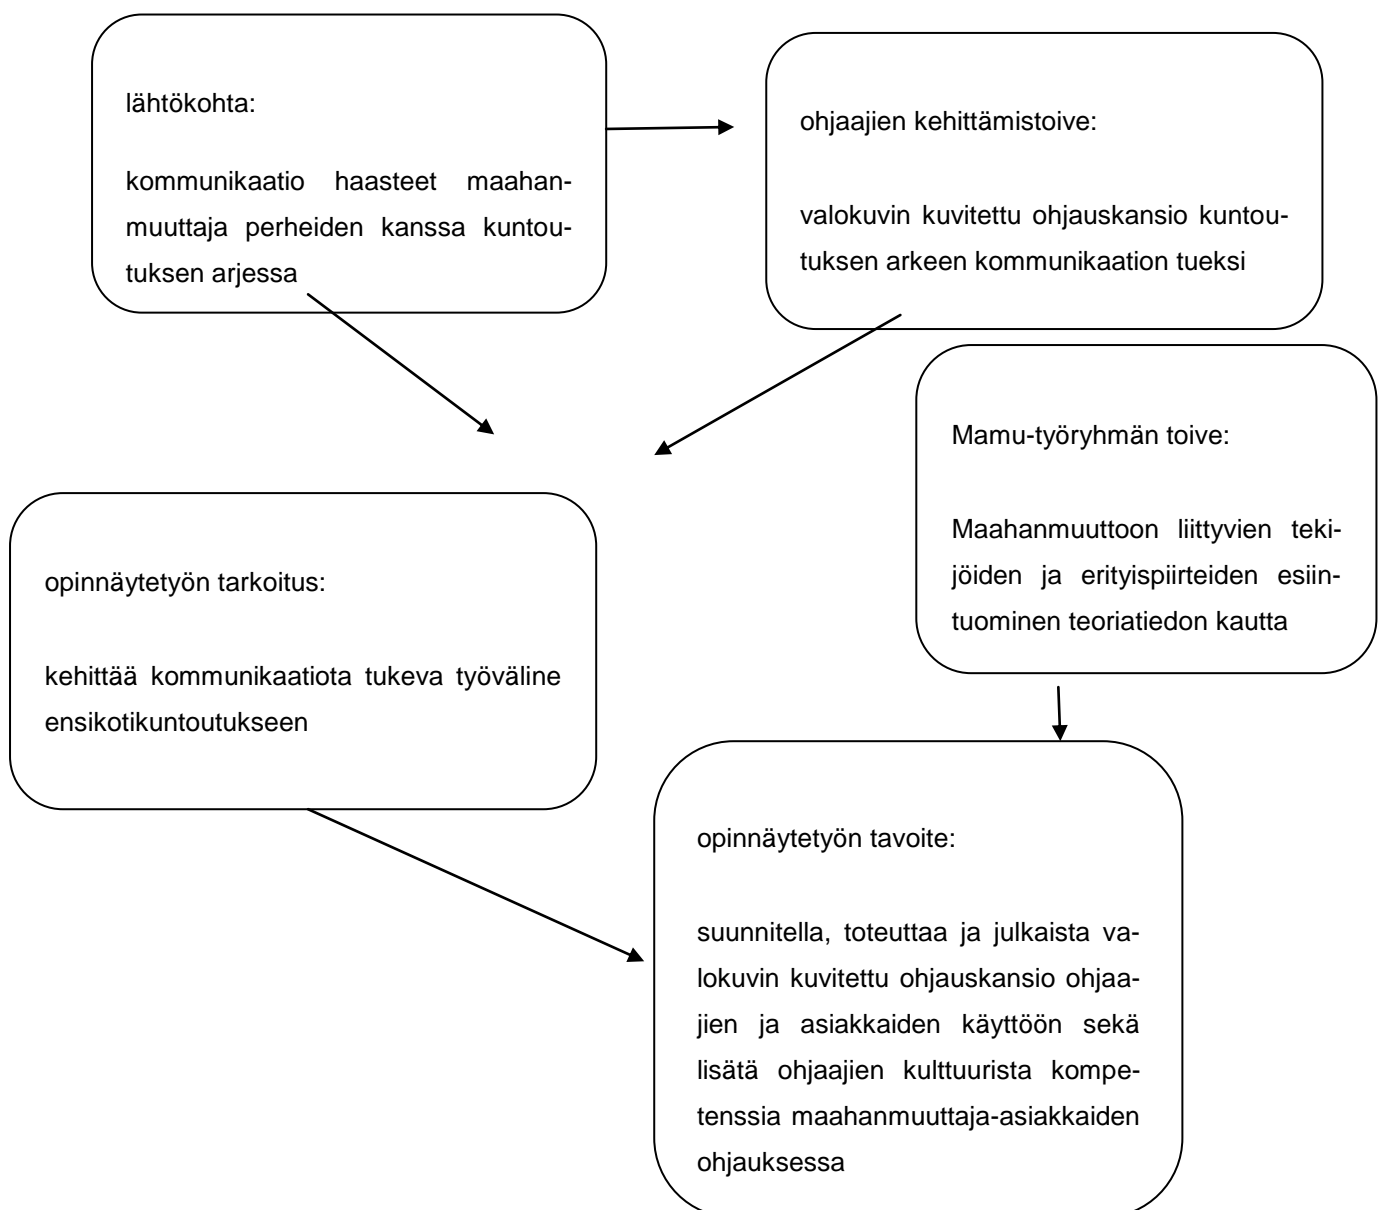 lähtökohta:
kommunikaatio haasteet maahan-
muuttaja perheiden kanssa kuntou-
tuksen arjessa
ohjaajien kehittämistoive:
valokuvin kuvitettu ohjauskansio kuntou-
tuksen arkeen kommunikaation tueksi
Mamu-työryhmän toive:
Maahanmuuttoon liittyvien teki-
jöiden ja erityispiirteiden esiin-
tuominen teoriatiedon kautta
opinnäytetyön tarkoitus:
kehittää kommunikaatiota tukeva työväline
ensikotikuntoutukseen
opinnäytetyön tavoite:
suunnitella, toteuttaa ja julkaista va-
lokuvin kuvitettu ohjauskansio ohjaa-
jien ja asiakkaiden käyttöön sekä
lisätä ohjaajien kulttuurista kompe-
tenssia maahanmuuttaja-asiakkaiden
ohjauksessa